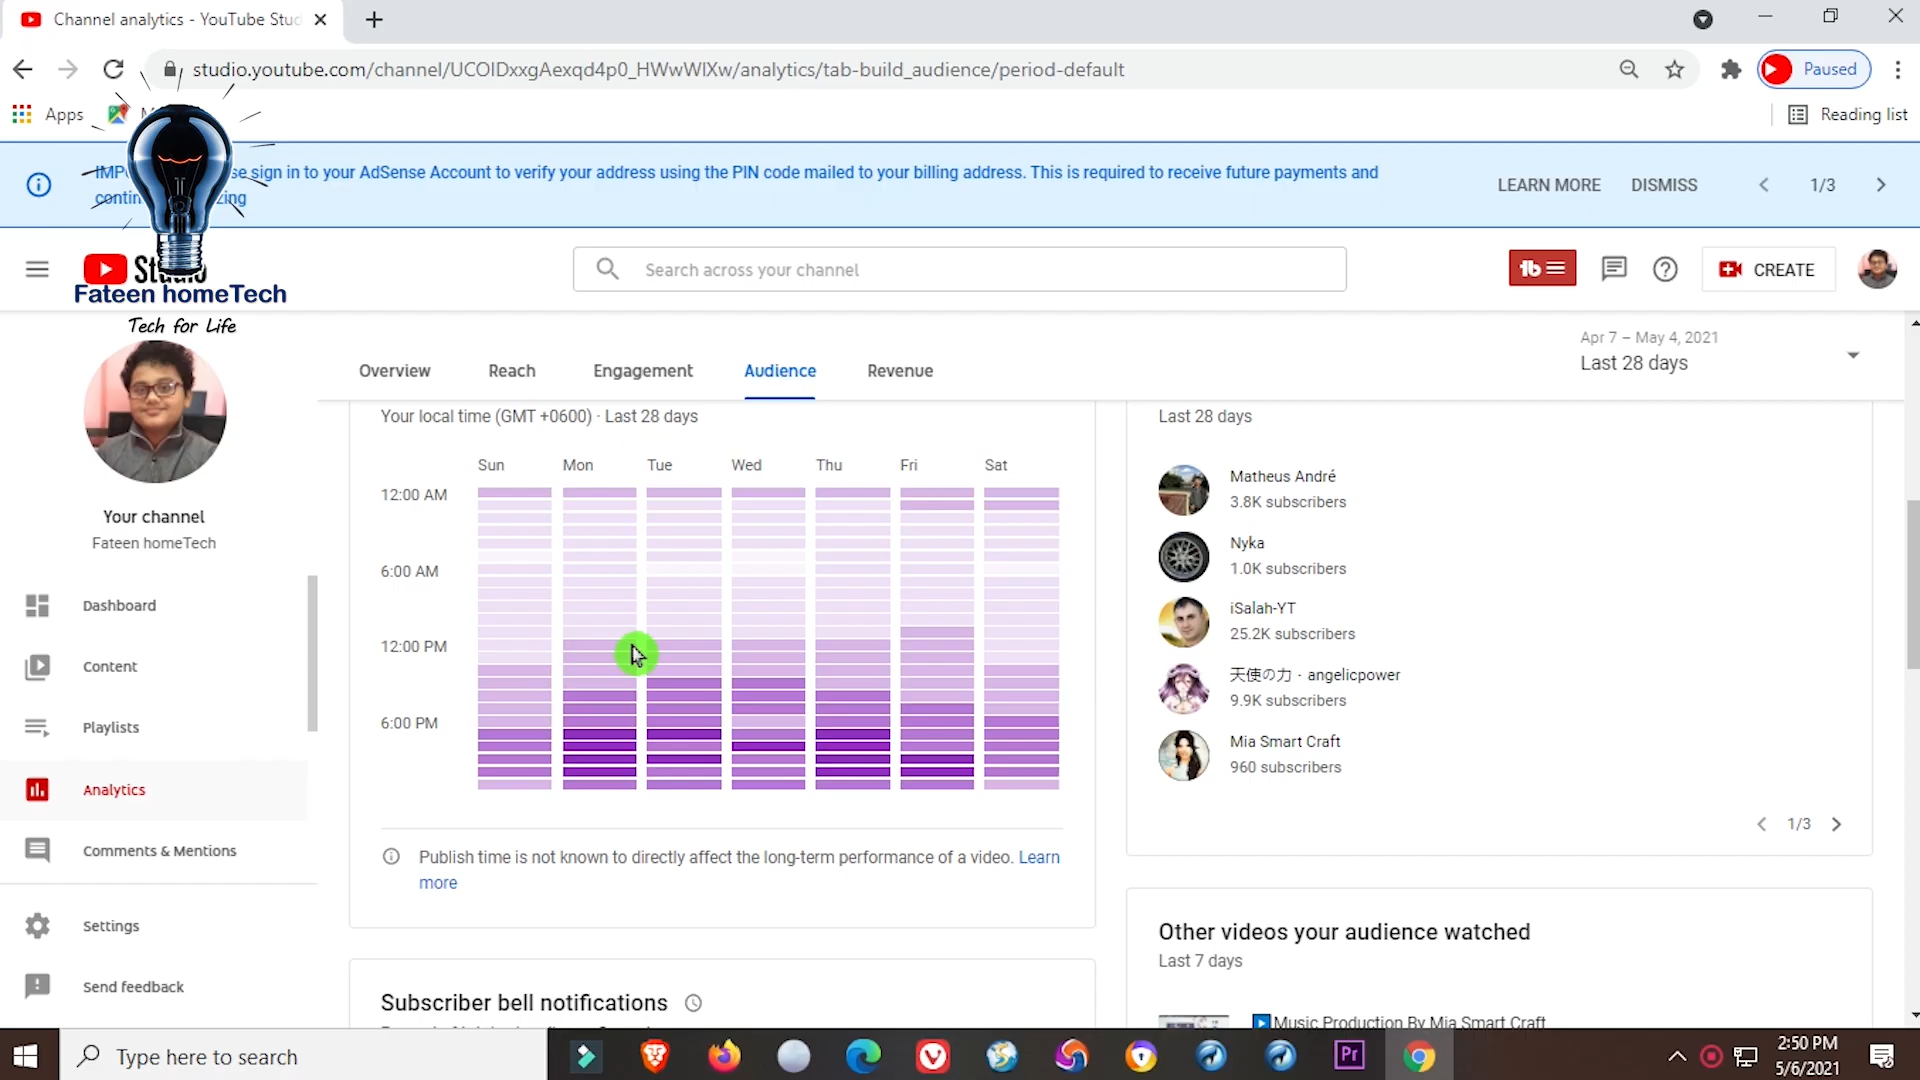 Channel analytics - YouTube Stud
studio.youtube.com/channel/UCOIDxxgAexqd4p0_HWwWlXw/analytics/tab-build_audience/period-default
Paused
Apps
Reading list
sign in to your AdSense Account to verify your address using the PIN code mailed to your billing address. This is required to receive future payments and
LEARN MORE
DISMISS
1/3
Search across your channel
CREATE
Fateen homeTech
Tech for Life
Apr 7 – May 4, 2021
Last 28 days
Overview
Reach
Engagement
Audience
Revenue
Your channel
Fateen homeTech
Dashboard
Content
Playlists
Analytics
Comments & Mentions
Settings
Send feedback
Your local time (GMT +0600) · Last 28 days
Sun Mon Tue Wed Thu Fri Sat
12:00 AM
6:00 AM
12:00 PM
6:00 PM
Publish time is not known to directly affect the long-term performance of a video. Learn
more
Subscriber bell notifications
Last 28 days
Matheus André
3.8K subscribers
Nyka
1.0K subscribers
iSalah-YT
25.2K subscribers
天使の力 · angelicpower
9.9K subscribers
Mia Smart Craft
960 subscribers
1/3
Other videos your audience watched
Last 7 days
Music Production By Mia Smart Craft
Type here to search
Pr
2:50 PM
5/6/2021